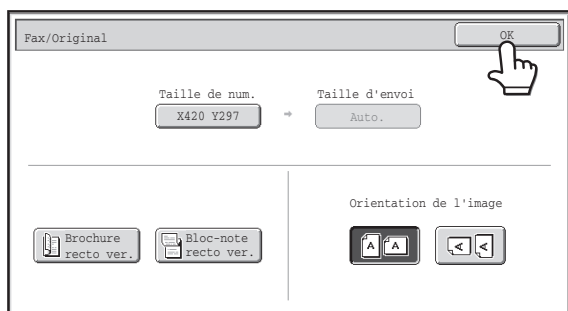 Fax/Original
OK
Taille de num.
Taille d'envoi
X420 Y297
Auto.
Orientation de l'image
Brochure
recto ver.
Bloc-note
recto ver.
A A
A A